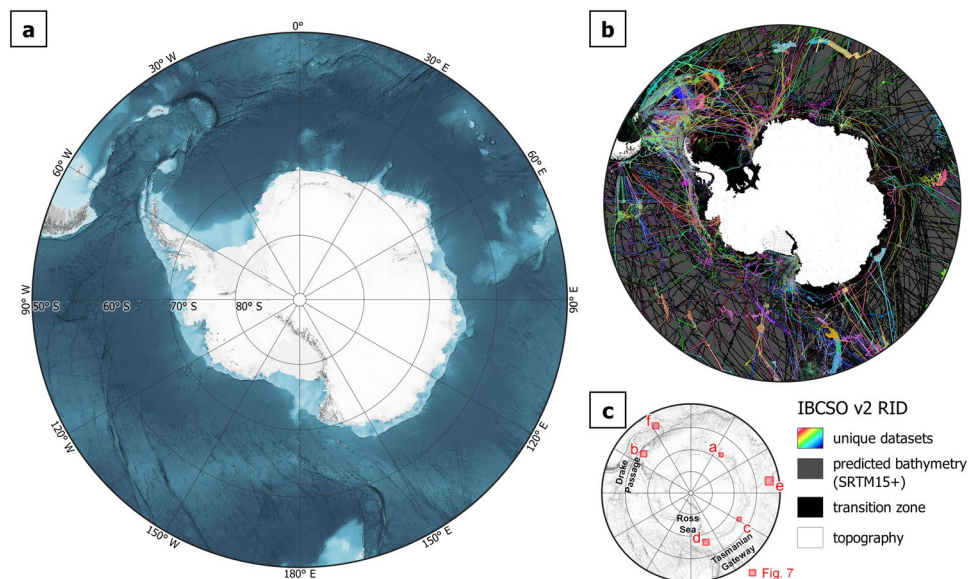 a
0°
30° W
30° E
60° W
60° E
90° W
50° S
60° S
70° S
80° S
90° E
120° W
120° E
150° W
150° E
180° E
b
c
f
b
a
Drake
Passage
e
Ross
Sea
c
d
Tasmanian
Gateway
Fig. 7
IBCSO v2 RID
unique datasets
predicted bathymetry
(SRTM15+)
transition zone
topography